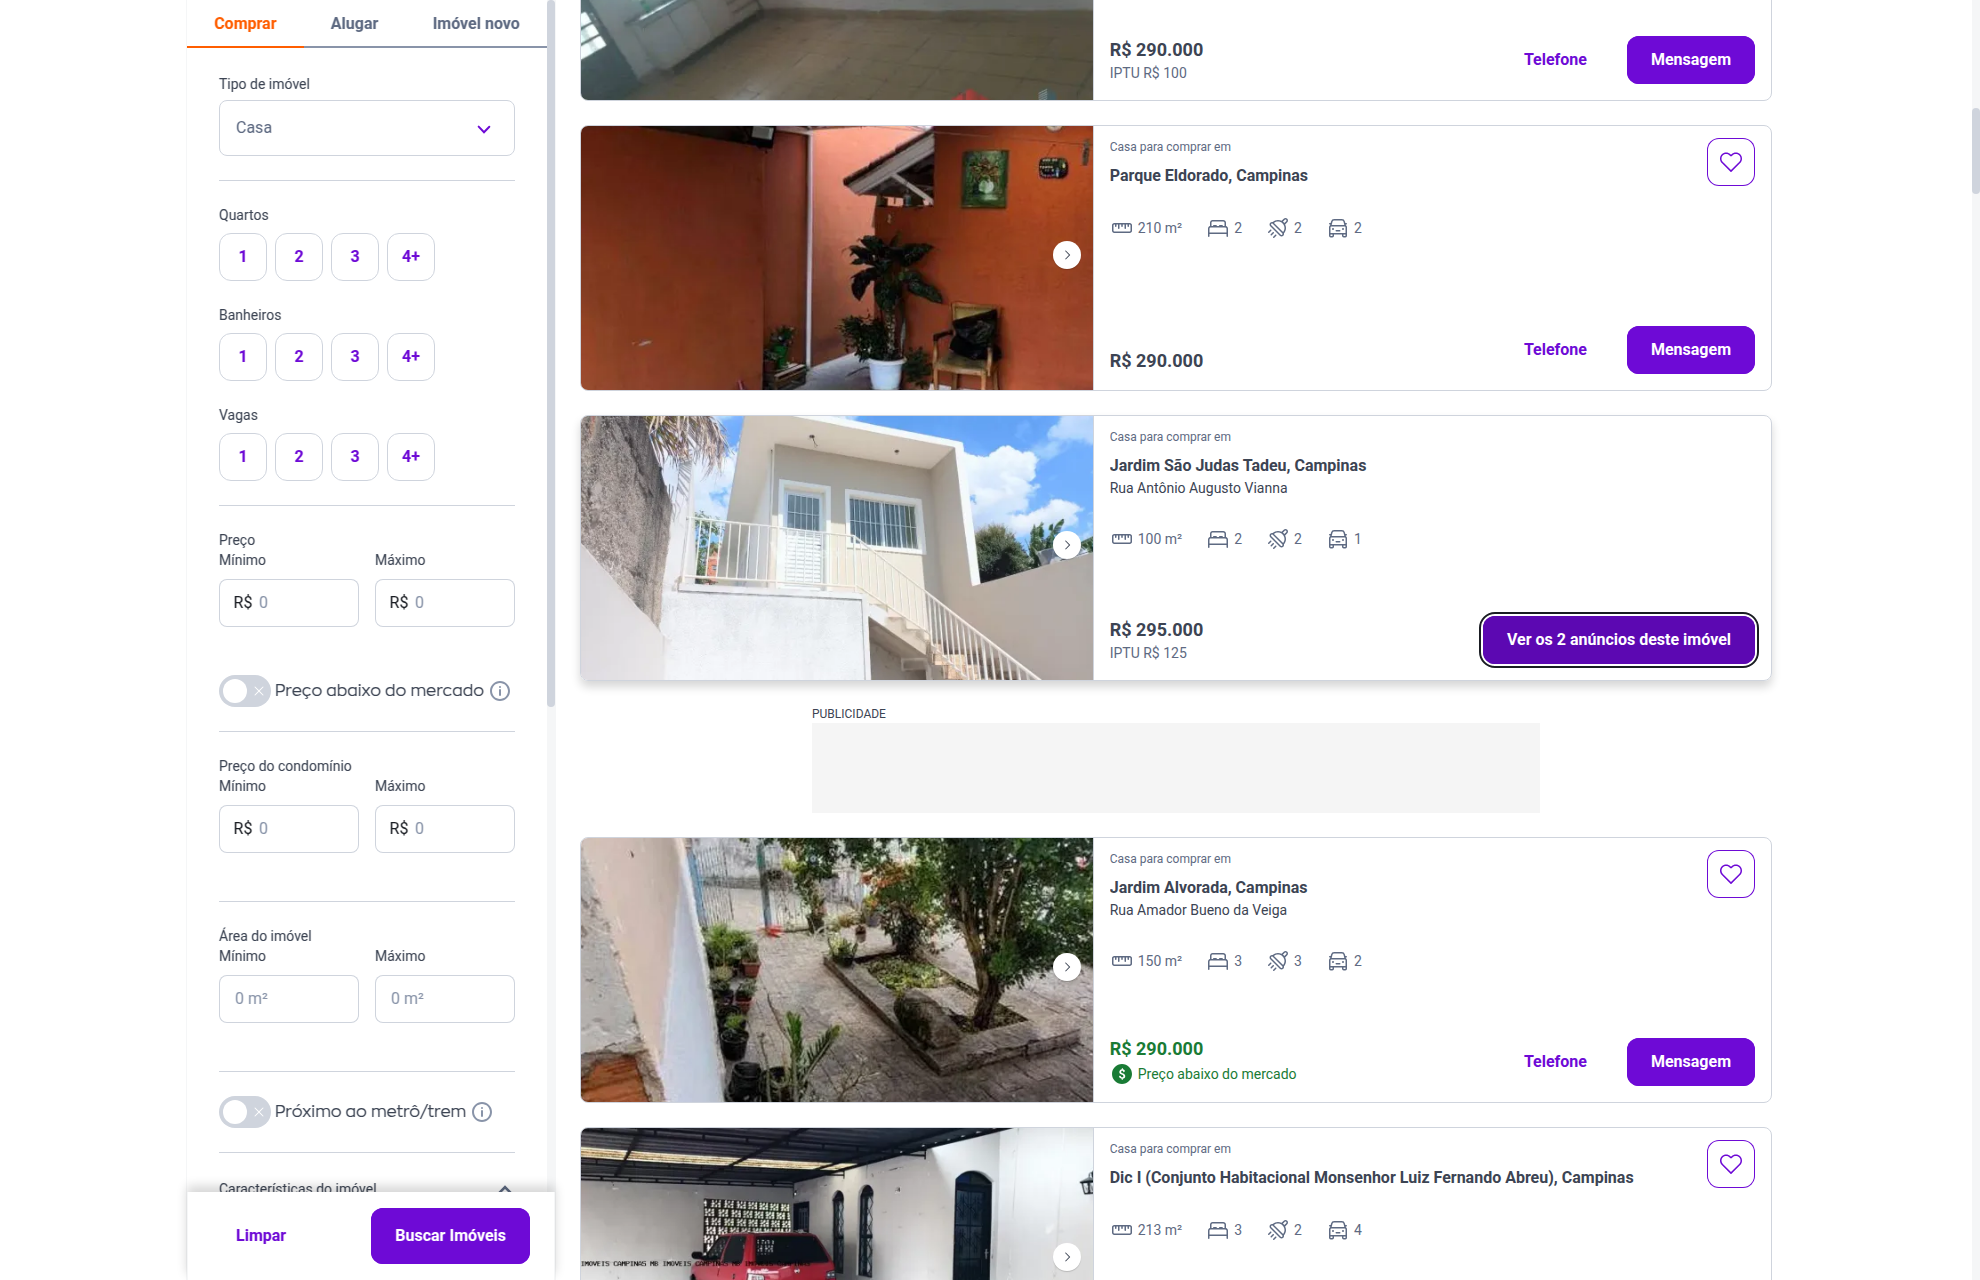 Comprar
Alugar
Imóvel novo
Tipo de imóvel
Casa
Quartos
1
2
3
4+
Banheiros
1
2
3
4+
Vagas
1
2
3
4+
Preço
Mínimo
Máximo
R$ 0
R$ 0
Preço abaixo do mercado
Preço do condomínio
Mínimo
Máximo
R$ 0
R$ 0
Área do imóvel
Mínimo
Máximo
0 m²
0 m²
Próximo ao metrô/trem
Características do imóvel
Limpar
Buscar Imóveis
R$ 290.000
IPTU R$ 100
Telefone
Mensagem
Casa para comprar em
Parque Eldorado, Campinas
210 m²
2
2
2
R$ 290.000
Telefone
Mensagem
Casa para comprar em
Jardim São Judas Tadeu, Campinas
Rua Antônio Augusto Vianna
100 m²
2
2
1
R$ 295.000
IPTU R$ 125
Ver os 2 anúncios deste imóvel
PUBLICIDADE
Casa para comprar em
Jardim Alvorada, Campinas
Rua Amador Bueno da Veiga
150 m²
3
3
2
R$ 290.000
$ Preço abaixo do mercado
Telefone
Mensagem
Casa para comprar em
Dic I (Conjunto Habitacional Monsenhor Luiz Fernando Abreu), Campinas
213 m²
3
2
4
IMOVEIS CAMPINAS MB IMOVEIS CAMPINAS MB